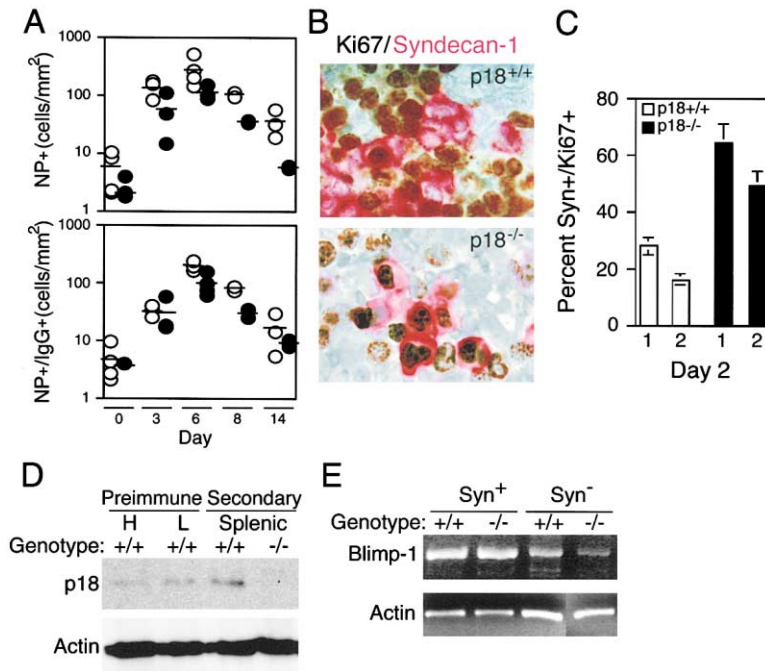 A
NP+(cells/mm²)
1000
100
10
1
NP+/IgG+(cells/mm²)
1000
100
10
1
0 3 6 8 14
Day
B
Ki67/Syndecan-1
p18+/+
p18-/-
C
Percent Syn+/Ki67+
80
60
40
20
0
p18+/+
p18-/-
1 2 1 2
Day 2
D
Preimmune Secondary
H L Splenic
Genotype: +/+ +/+ +/+ -/-
p18
Actin
E
Syn+ Syn-
Genotype: +/+ -/- +/+ -/-
Blimp-1
Actin